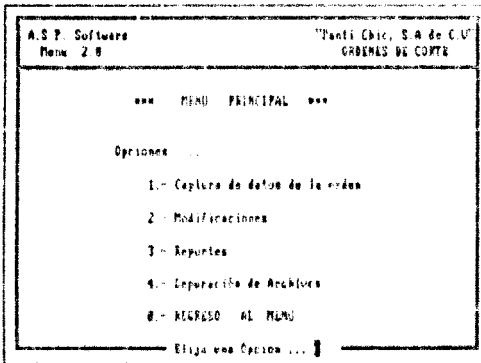 A.S.P. Software "Panti Chic, S.A de C.V"
Menu 2.0 ORDENES DE CORTE
*** MENU PRINCIPAL ***
Opciones ...
1.- Captura de datos de la orden
2.- Modificaciones
3.- Reportes
4.- Depuración de Archivos
0.- REGRESO AL MENU
Elija una Opcion ...